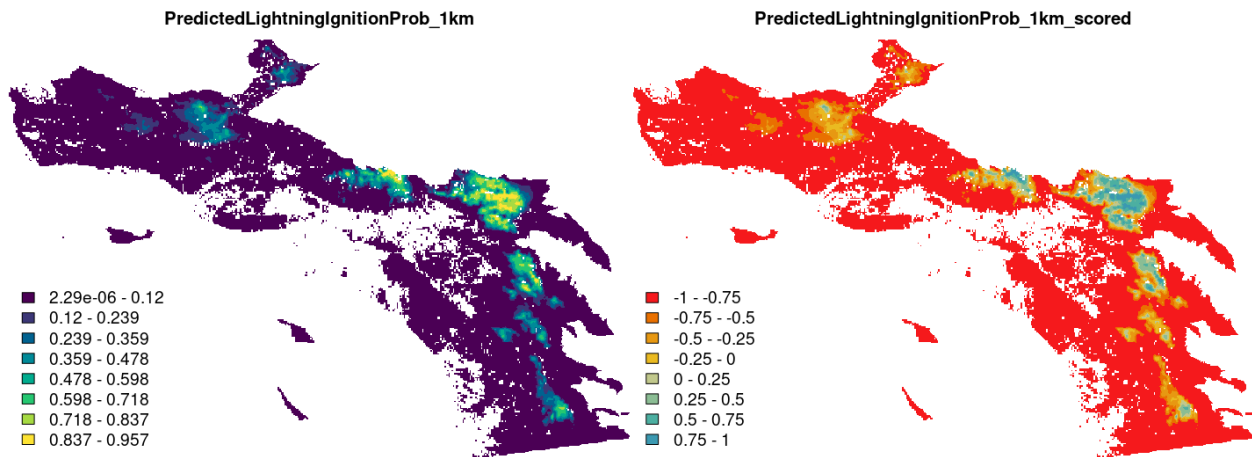 PredictedLightningIgnitionProb_1km
2.29e-06 - 0.12
0.12 - 0.239
0.239 - 0.359
0.359 - 0.478
0.478 - 0.598
0.598 - 0.718
0.718 - 0.837
0.837 - 0.957
PredictedLightningIgnitionProb_1km_scored
-1 - -0.75
-0.75 - -0.5
-0.5 - -0.25
-0.25 - 0
0 - 0.25
0.25 - 0.5
0.5 - 0.75
0.75 - 1